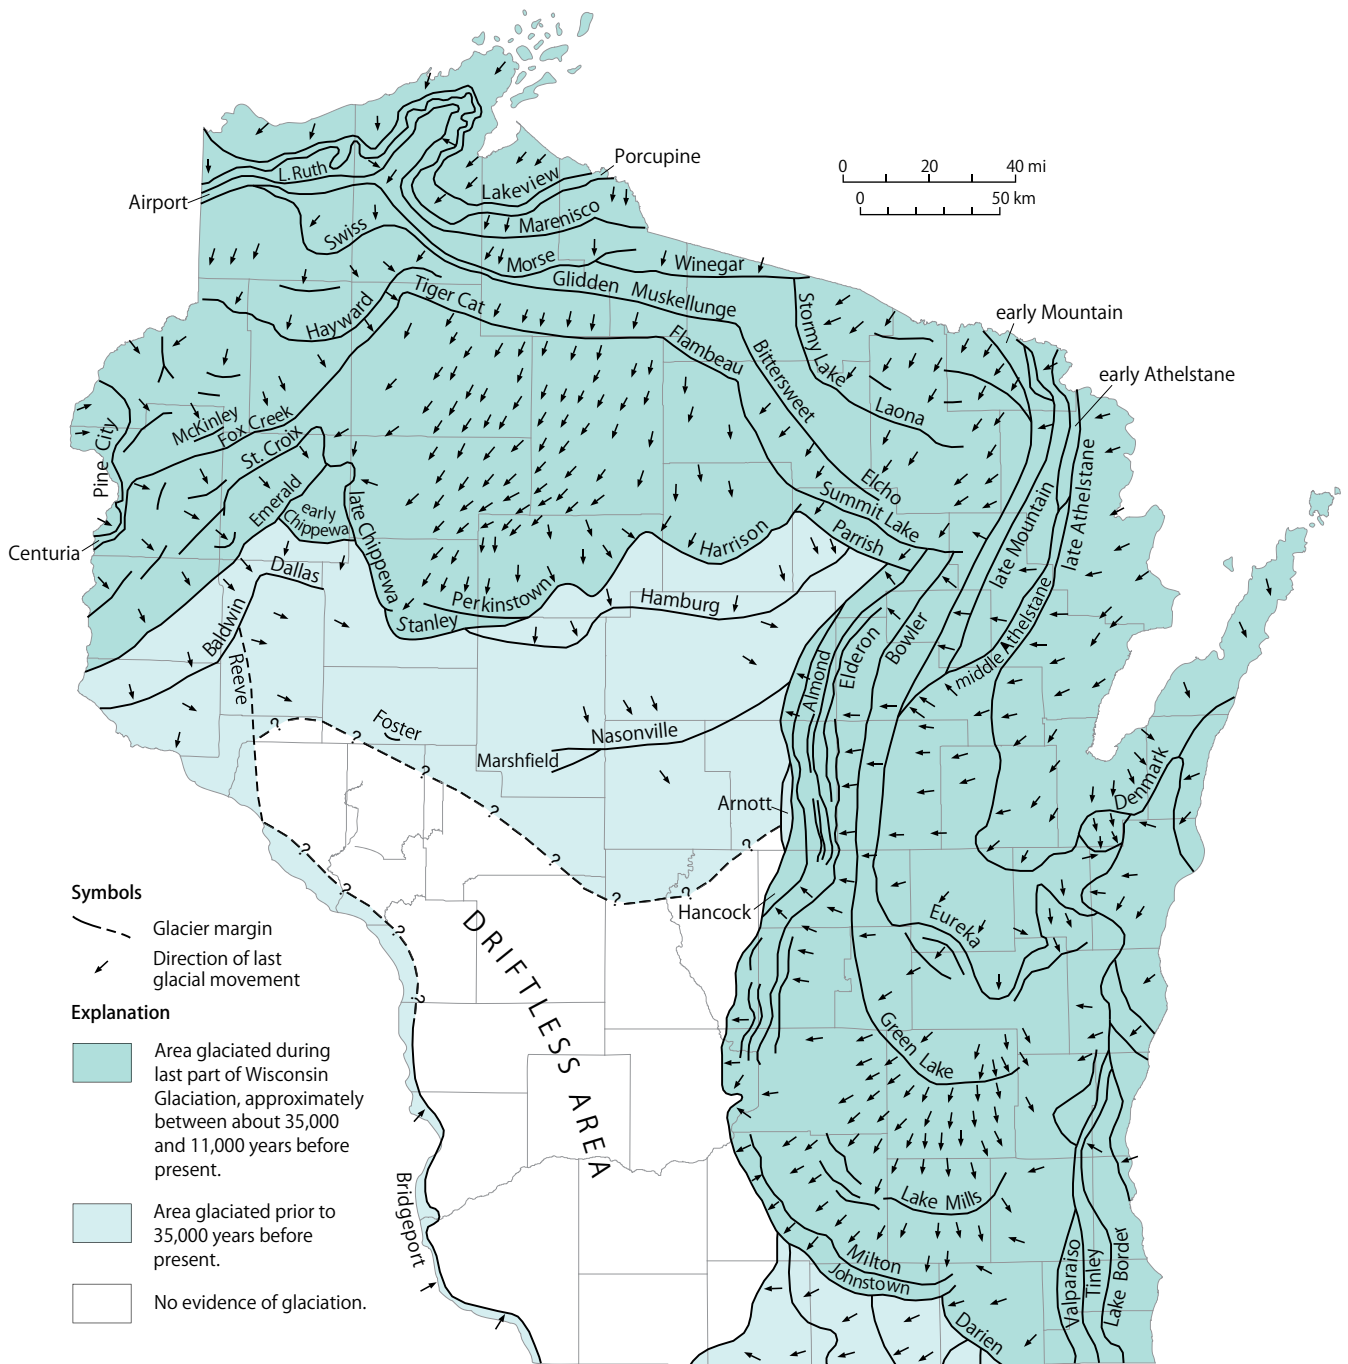 Porcupine
0 20 40 mi
0 50 km
L.Ruth
Lakeview
Airport
Marenisco
Swiss
Morse
Winegar
Glidden Muskellunge
Tiger Cat
Hayward
Stormy Lake
early Mountain
Flambeau
Bittersweet
early Athelstane
Laona
McKinley
Fox Creek
St. Croix
Pine City
late Athelstane
Elcho
Emerald
early
Chippewa
late Chippewa
Summit Lake
Harrison
Parrish
late Mountain
Centuria
Dallas
Perkinstown
Hamburg
Stanley
Baldwin
Reeve
Almond
Elderon
Bowler
middle Athelstane
?
?
Foster
Nasonville
Marshfield
?
?
Denmark
Arnott
?
?
?
?
?
?
Hancock
?
?
?
Eureka
DRIFTLESS AREA
Green Lake
Lake Mills
Bridgeport
Milton
Johnstown
Darien
Valparaiso
Tinley
Lake Border
Symbols
Glacier margin
Direction of last
glacial movement
Explanation
Area glaciated during
last part of Wisconsin
Glaciation, approximately
between about 35,000
and 11,000 years before
present.
Area glaciated prior to
35,000 years before
present.
No evidence of glaciation.